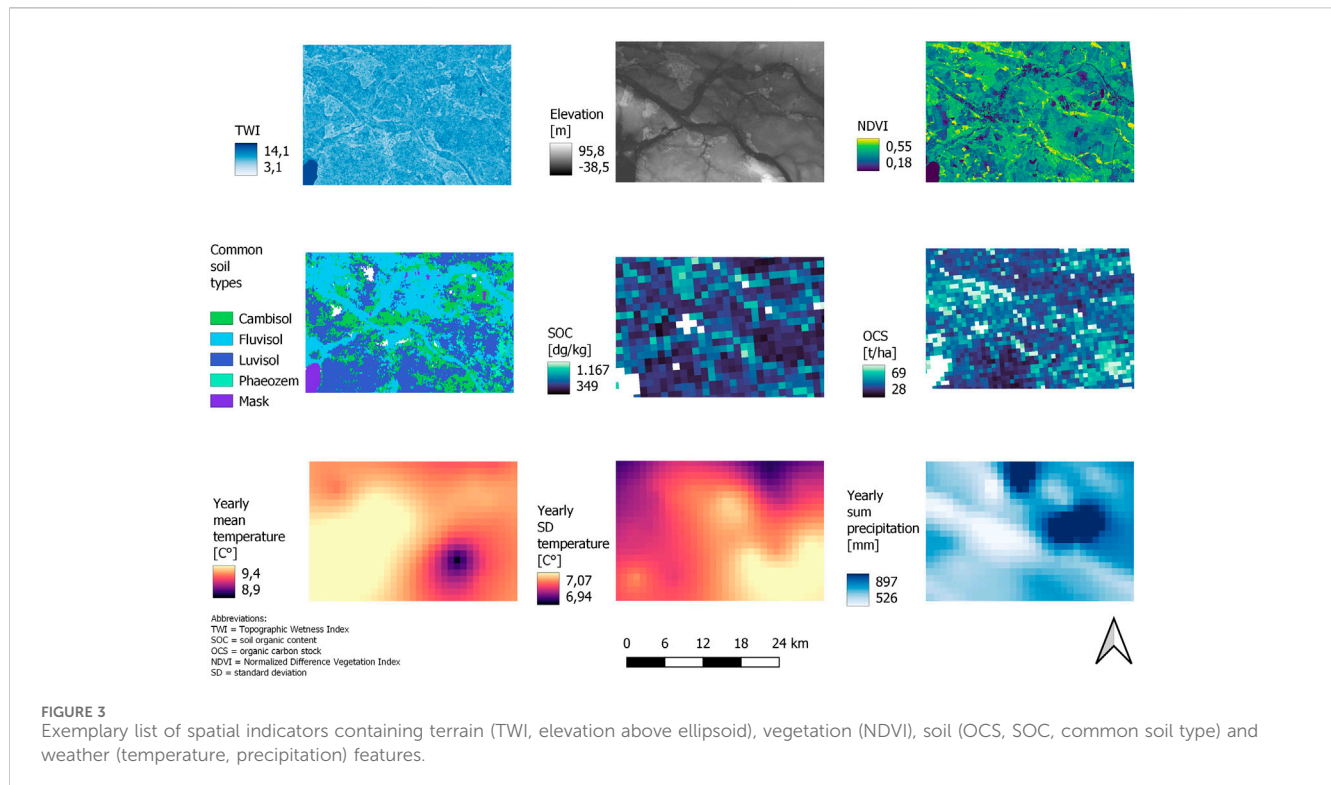 TWI
14,1
3,1
Elevation
[m]
95,8
-38,5
NDVI
0,55
0,18
Common
soil
types
Cambisol
Fluvisol
Luvisol
Phaeozem
Mask
SOC
[dg/kg]
1.167
349
OCS
[t/ha]
69
28
Yearly
mean
temperature
[C°]
9,4
8,9
Yearly
SD
temperature
[C°]
7,07
6,94
Yearly
sum
precipitation
[mm]
897
526
Abbreviations:
TWI = Topographic Wetness Index
SOC = soil organic content
OCS = organic carbon stock
NDVI = Normalized Difference Vegetation Index
SD = standard deviation
0 6 12 18 24 km
FIGURE 3
Exemplary list of spatial indicators containing terrain (TWI, elevation above ellipsoid), vegetation (NDVI), soil (OCS, SOC, common soil type) and
weather (temperature, precipitation) features.